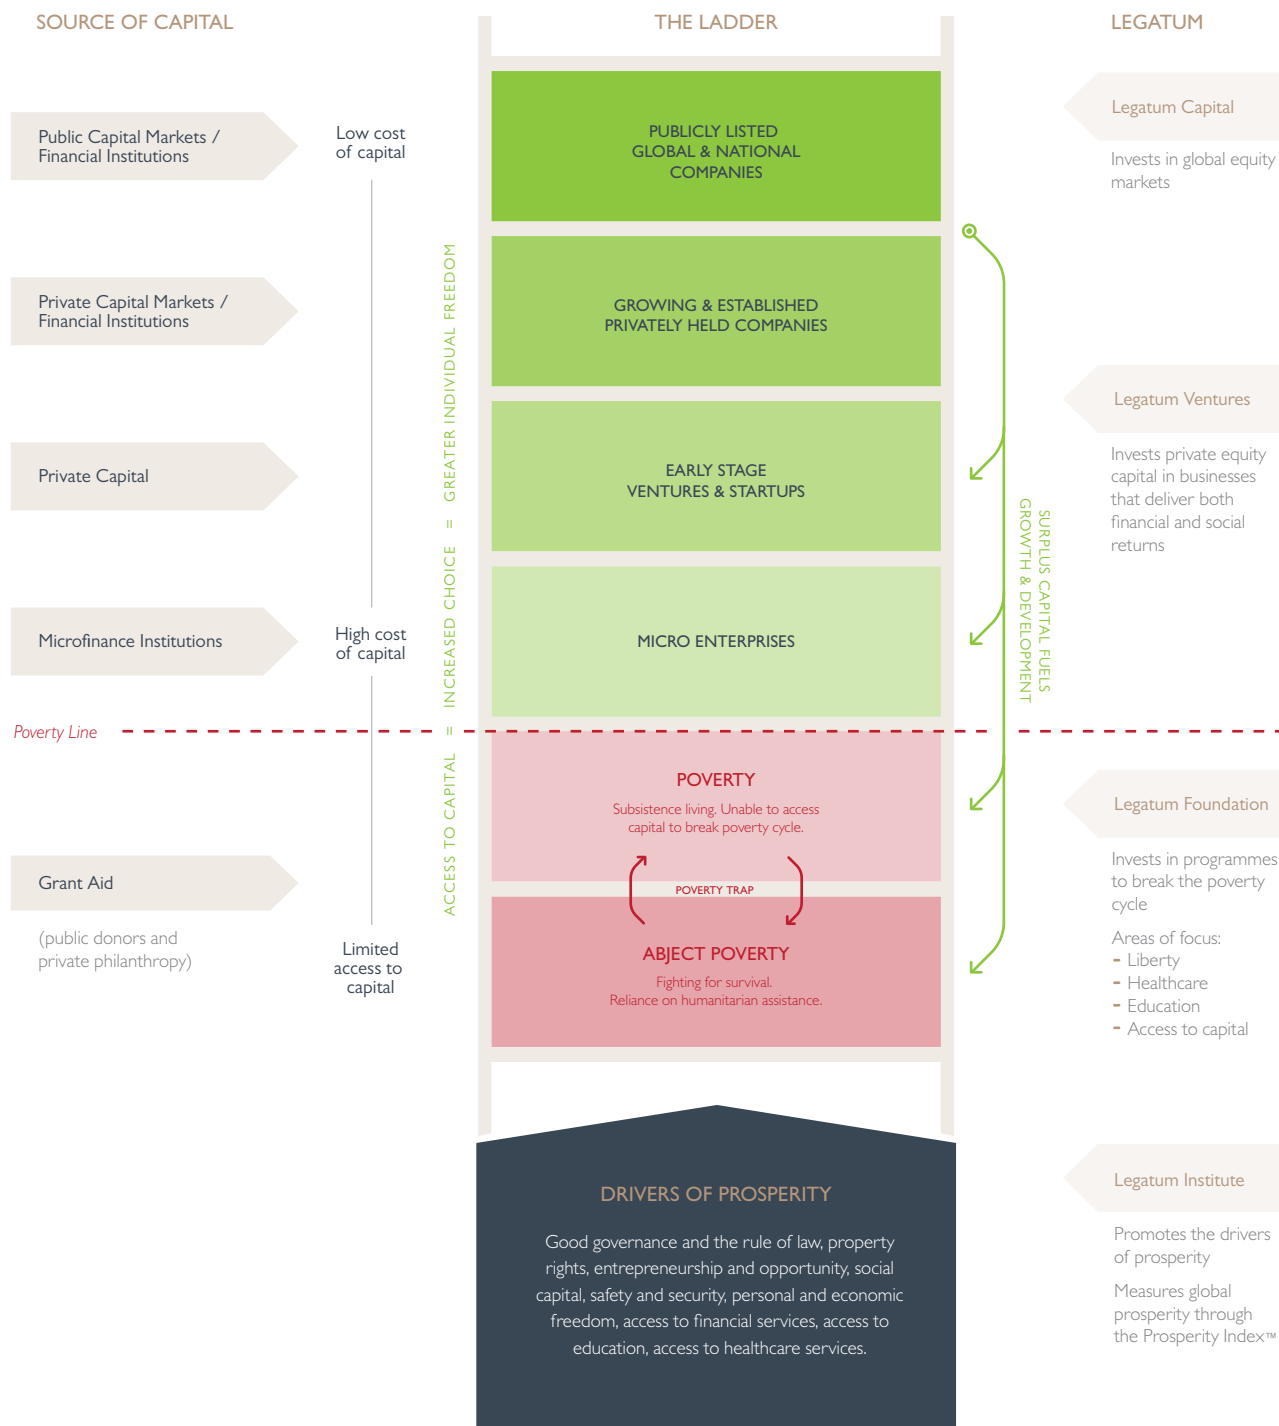 SOURCE OF CAPITAL
Public Capital Markets /
Financial Institutions
Private Capital Markets /
Financial Institutions
Private Capital
Microfinance Institutions
Poverty Line
Grant Aid
(public donors and
private philanthropy)
Low cost
of capital
High cost
of capital
Limited
access to
capital
ACCESS TO CAPITAL = INCREASED CHOICE = GREATER INDIVIDUAL FREEDOM
THE LADDER
PUBLICLY LISTED
GLOBAL & NATIONAL
COMPANIES
GROWING & ESTABLISHED
PRIVATELY HELD COMPANIES
EARLY STAGE
VENTURES & STARTUPS
MICRO ENTERPRISES
POVERTY
Subsistence living. Unable to access
capital to break poverty cycle.
POVERTY TRAP
ABJECT POVERTY
Fighting for survival.
Reliance on humanitarian assistance.
DRIVERS OF PROSPERITY
Good governance and the rule of law, property
rights, entrepreneurship and opportunity, social
capital, safety and security, personal and economic
freedom, access to financial services, access to
education, access to healthcare services.
SURPLUS CAPITAL FUELS
GROWTH & DEVELOPMENT
LEGATUM
Legatum Capital
Invests in global equity
markets
Legatum Ventures
Invests private equity
capital in businesses
that deliver both
financial and social
returns
Legatum Foundation
Invests in programmes
to break the poverty
cycle
Areas of focus:
- Liberty
- Healthcare
- Education
- Access to capital
Legatum Institute
Promotes the drivers
of prosperity
Measures global
prosperity through
the Prosperity Index™